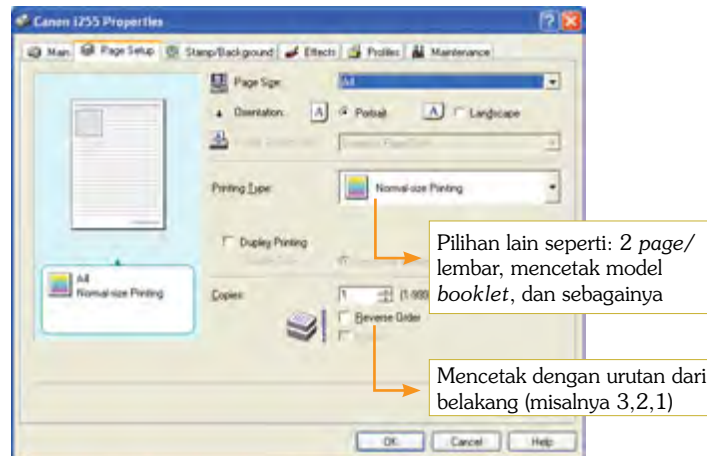 Canon i255 Properties
Main Page Setup Stamp/Background Effects Profiles Maintenance
Page Size: A4
Orientation: A Portrait A Landscape
Printing Type: Normal-size Printing
Duplex Printing
A4
Normal-size Printing
Copies: 1 (1-999)
Reverse Order
Pilihan lain seperti: 2 page/
lembar, mencetak model
booklet, dan sebagainya
Mencetak dengan urutan dari
belakang (misalnya 3,2,1)
OK Cancel Help